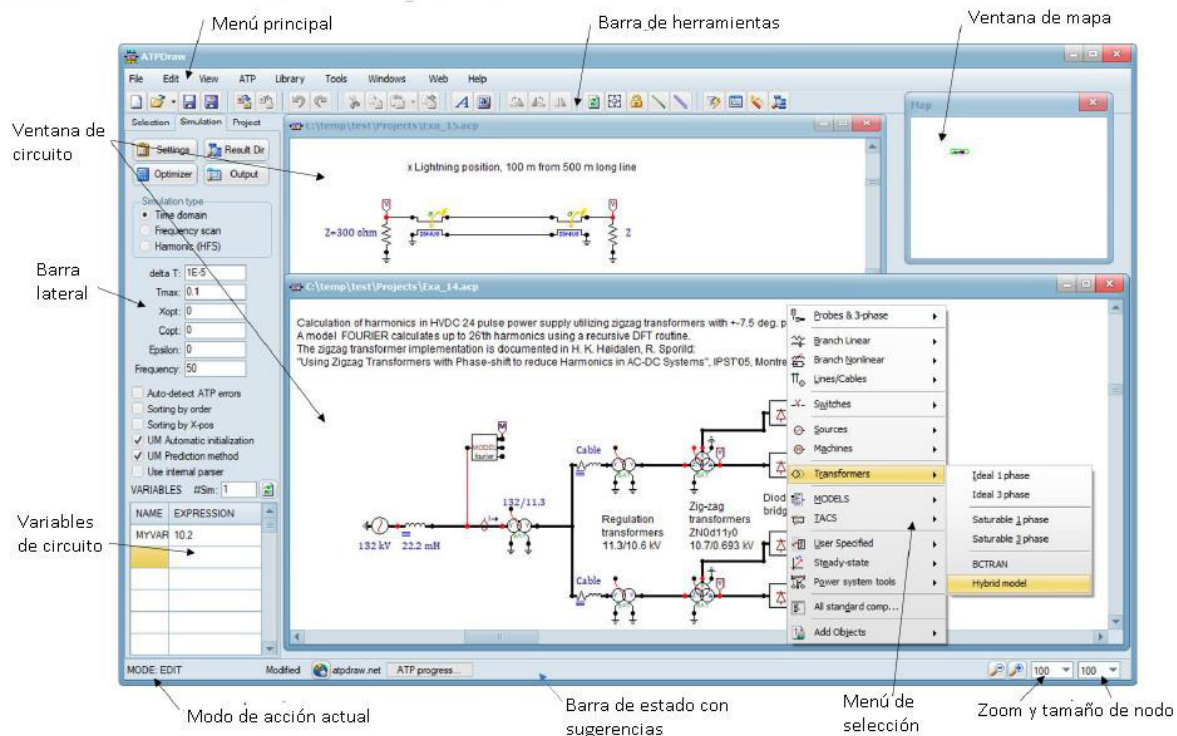 Menú principal
Barra de herramientas
Ventana de mapa
ATPDraw
File Edit View ATP Library Tools Windows Web Help
Map
Selection Simulation Project
Ventana de
circuito
Settings Result Dir
Optimizer Output
Simulation type
Time domain
Frequency scan
Harmonic (HFS)
Barra
lateral
delta T: 1E-5
Tmax: 0.1
Xopt: 0
Copt: 0
Epsilon: 0
Frequency: 50
Auto-detect ATP errors
Sorting by order
Sorting by X-pos
UM Automatic initialization
UM Prediction method
Use internal parser
VARIABLES #Sim: 1
NAME EXPRESSION
MYVAR 10.2
Variables
de circuito
C:\temp\test\Projects\Exa_15.acp
x Lightning position, 100 m from 500 m long line
V V
Z=300 ohm Z
C:\temp\test\Projects\Exa_14.acp
Calculation of harmonics in HVDC 24 pulse power supply utilizing zigzag transformers with +-7.5 deg. p
A model FOURIER calculates up to 26'th harmonics using a recursive DFT routine.
The zigzag transformer implementation is documented in H. K. Høidalen, R. Sporild:
"Using Zigzag Transformers with Phase-shift to reduce Harmonics in AC-DC Systems", IPST'05, Montre
M
MODEL
fourier
Cable
V
132/11.3
132 kV 22.2 mH
Regulation
transformers
11.3/10.6 kV
Zig-zag
transformers
ZN0d11y0
10.7/0.693 kV
Diod
bridg
Cable
V
Probes & 3-phase
Branch Linear
Branch Nonlinear
Lines/Cables
Switches
Sources
Machines
Transformers
MODELS
TACS
User Specified
Steady-state
Power system tools
All standard comp...
Add Objects
Ideal 1 phase
Ideal 3 phase
Saturable 1 phase
Saturable 3 phase
BCTRAN
Hybrid model
MODE: EDIT Modified atpdraw.net ATP progress... 100 100
Modo de acción actual
Barra de estado con
sugerencias
Menú de
selección
Zoom y tamaño de nodo